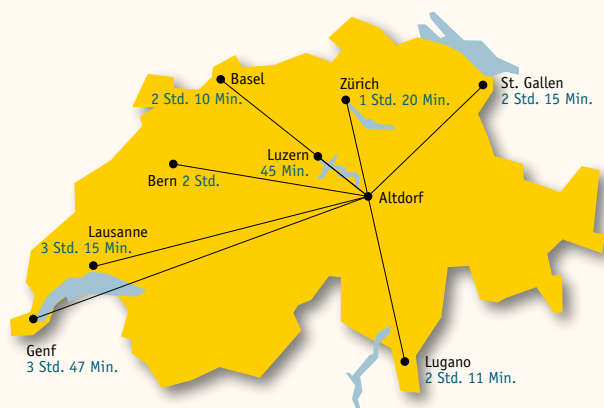 Basel
2 Std. 10 Min.
Zürich
1 Std. 20 Min.
St. Gallen
2 Std. 15 Min.
Luzern
45 Min.
Bern 2 Std.
Altdorf
Lausanne
3 Std. 15 Min.
Genf
3 Std. 47 Min.
Lugano
2 Std. 11 Min.